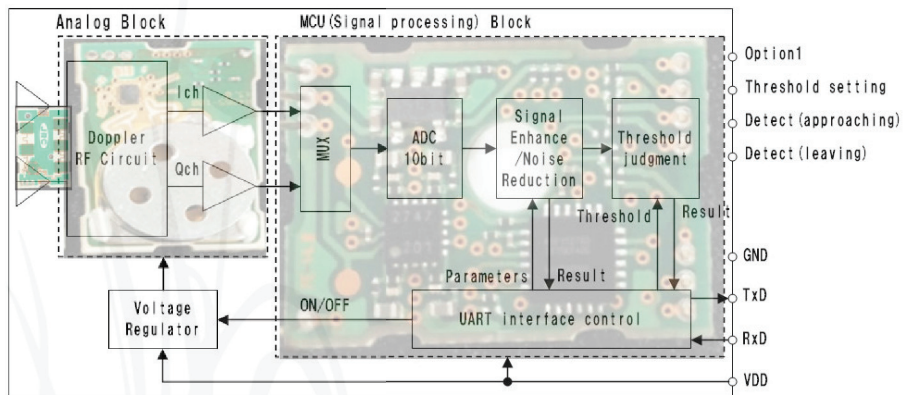 Analog Block
MCU(Signal processing) Block
Option1
Threshold setting
Detect(approaching)
Detect(leaving)
GND
TxD
RxD
VDD
Doppler
RF Circuit
Ich
Qch
MUX
ADC
10bit
Signal
Enhance
/Noise
Reduction
Threshold
judgment
Threshold
Result
Parameters
Result
UART interface control
ON/OFF
Voltage
Regulator